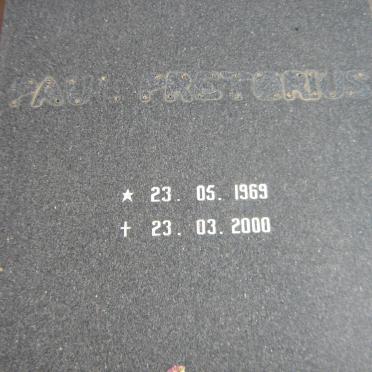 PAUL PRETORIUS
★ 23. 05. 1969
✝ 23. 03. 2000